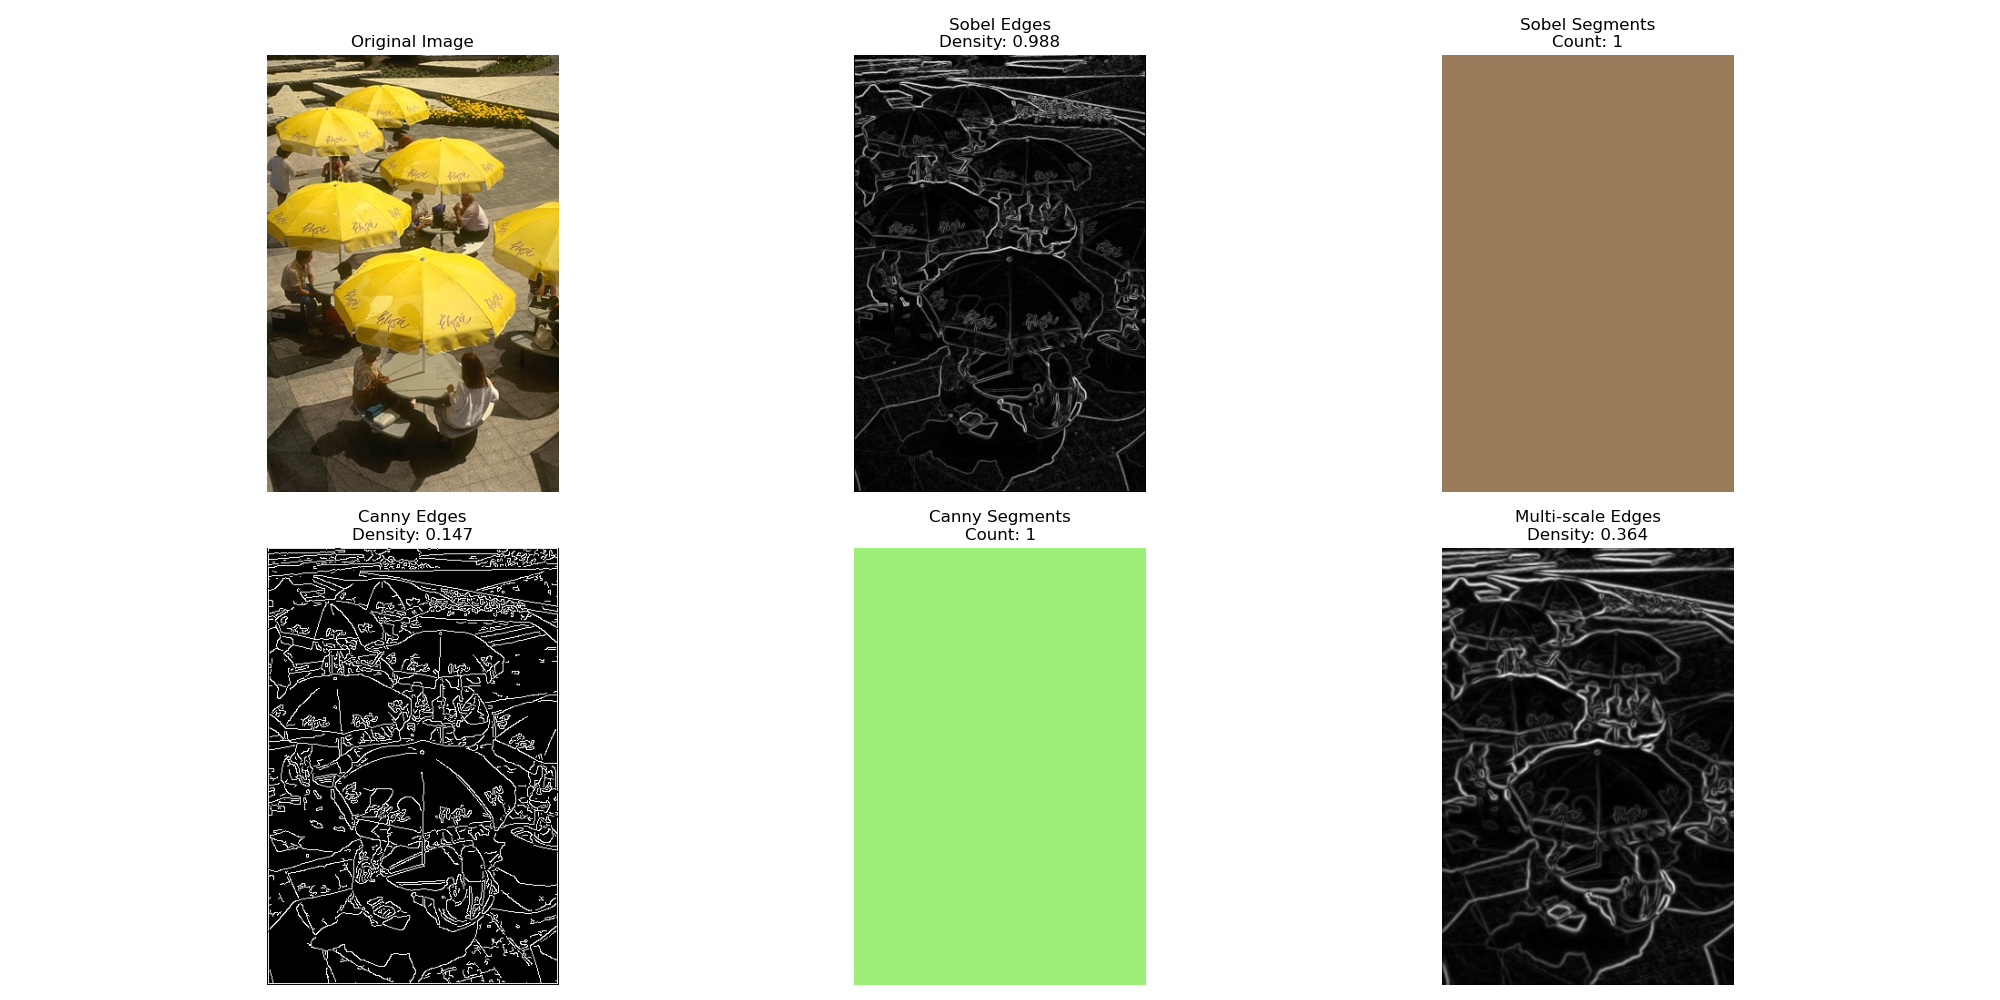 Original Image
Sobel Edges
Density: 0.988
Sobel Segments
Count: 1
Canny Edges
Density: 0.147
Canny Segments
Count: 1
Multi-scale Edges
Density: 0.364